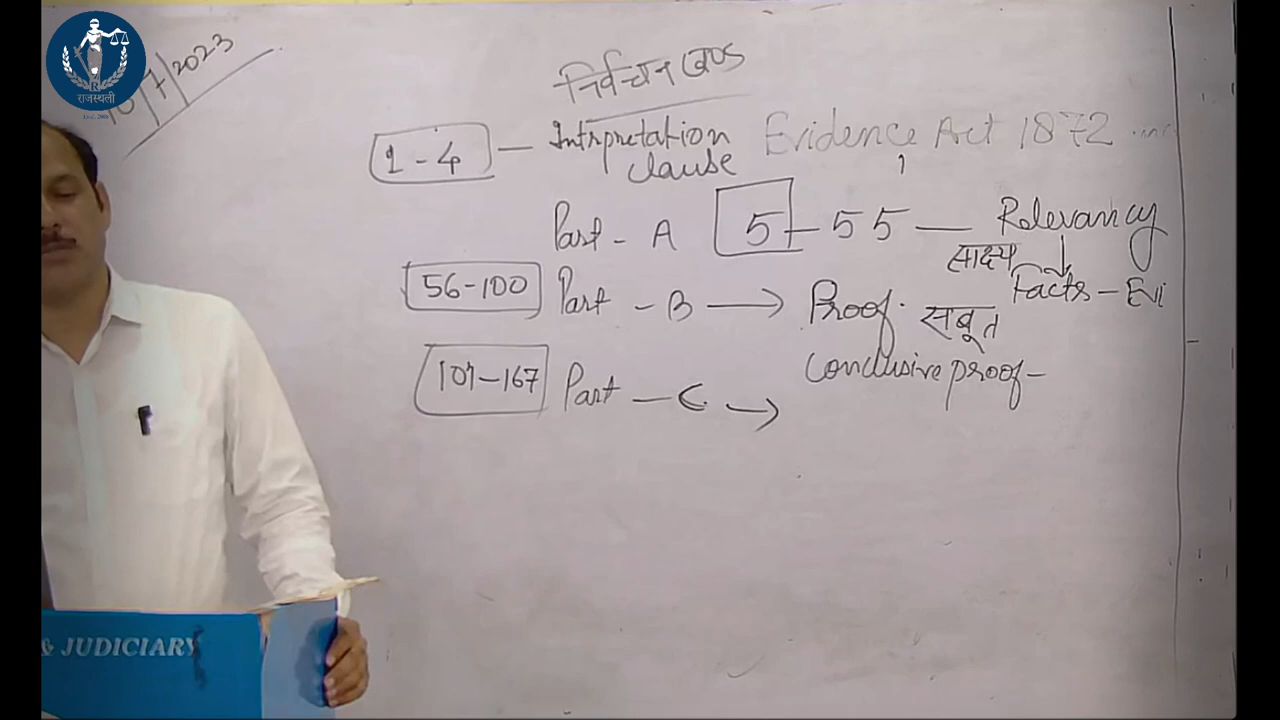 राजस्थली
10/7/2023
निर्वचन खण्ड
1-4 — Intrpretation clause Evidence Act 1872
Part - A 5-55 — Relevancy
साक्ष्य Facts - Evi
56-100 Part - B → Proof. सबूत
Conclusive proof -
101-167 Part - C →
& JUDICIARY